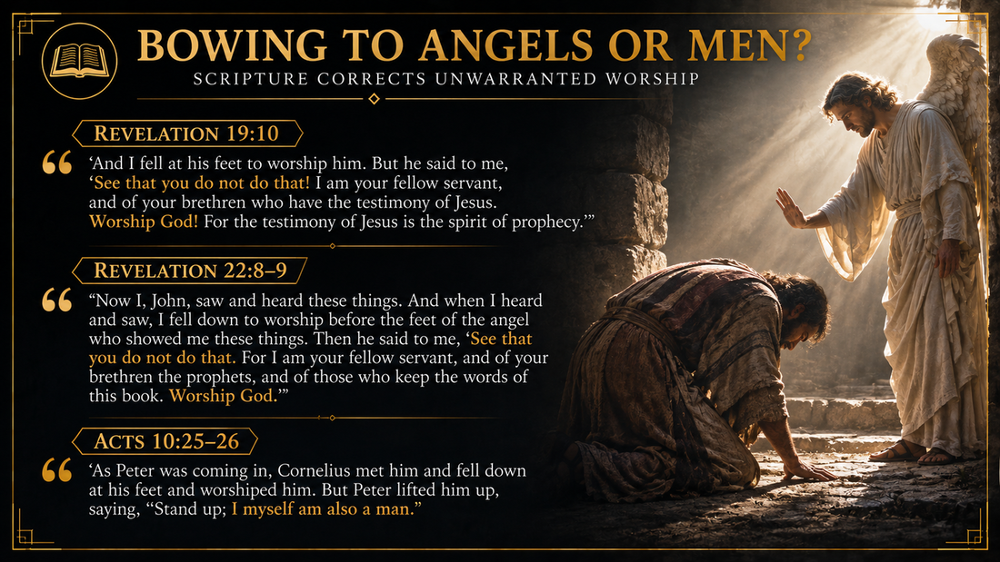 BOWING TO ANGELS OR MEN?
SCRIPTURE CORRECTS UNWARRANTED WORSHIP
REVELATION 19:10
“
‘And I fell at his feet to worship him. But he said to me,
‘See that you do not do that! I am your fellow servant,
and of your brethren who have the testimony of Jesus.
Worship God! For the testimony of Jesus is the spirit of prophecy.’”
REVELATION 22:8–9
“
“Now I, John, saw and heard these things. And when I heard
and saw, I fell down to worship before the feet of the angel
who showed me these things. Then he said to me, ‘See that
you do not do that. For I am your fellow servant, and of your
brethren the prophets, and of those who keep the words of
this book. Worship God.’”
ACTS 10:25–26
“
‘As Peter was coming in, Cornelius met him and fell down
at his feet and worshiped him. But Peter lifted him up,
saying, “Stand up; I myself am also a man.”